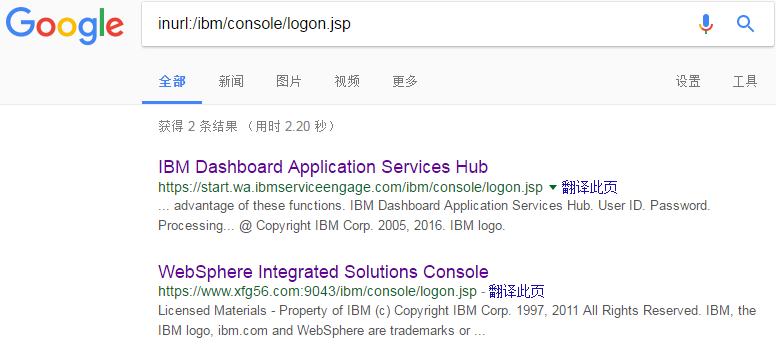 Google
inurl:/ibm/console/logon.jsp
全部 新闻 图片 视频 更多 设置 工具
获得 2 条结果 （用时 2.20 秒）
IBM Dashboard Application Services Hub
https://start.wa.ibmserviceengage.com/ibm/console/logon.jsp 翻译此页
... advantage of these functions. IBM Dashboard Application Services Hub. User ID. Password.
Processing... @ Copyright IBM Corp. 2005, 2016. IBM logo.
WebSphere Integrated Solutions Console
https://www.xfg56.com:9043/ibm/console/logon.jsp - 翻译此页
Licensed Materials - Property of IBM (c) Copyright IBM Corp. 1997, 2011 All Rights Reserved. IBM, the
IBM logo, ibm.com and WebSphere are trademarks or ...